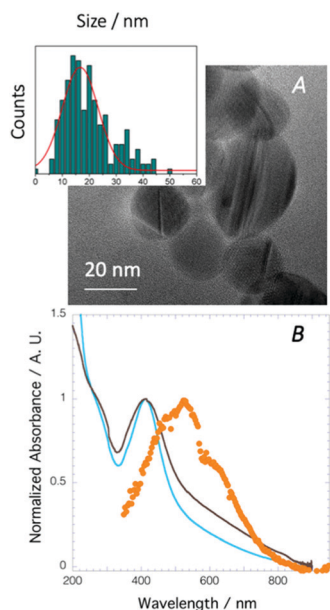 Size / nm
Counts
0 10 20 30 40 50 60
A
20 nm
B
Normalized Absorbance / A. U.
1.5
1
0.5
0
200 400 600 800
Wavelength / nm